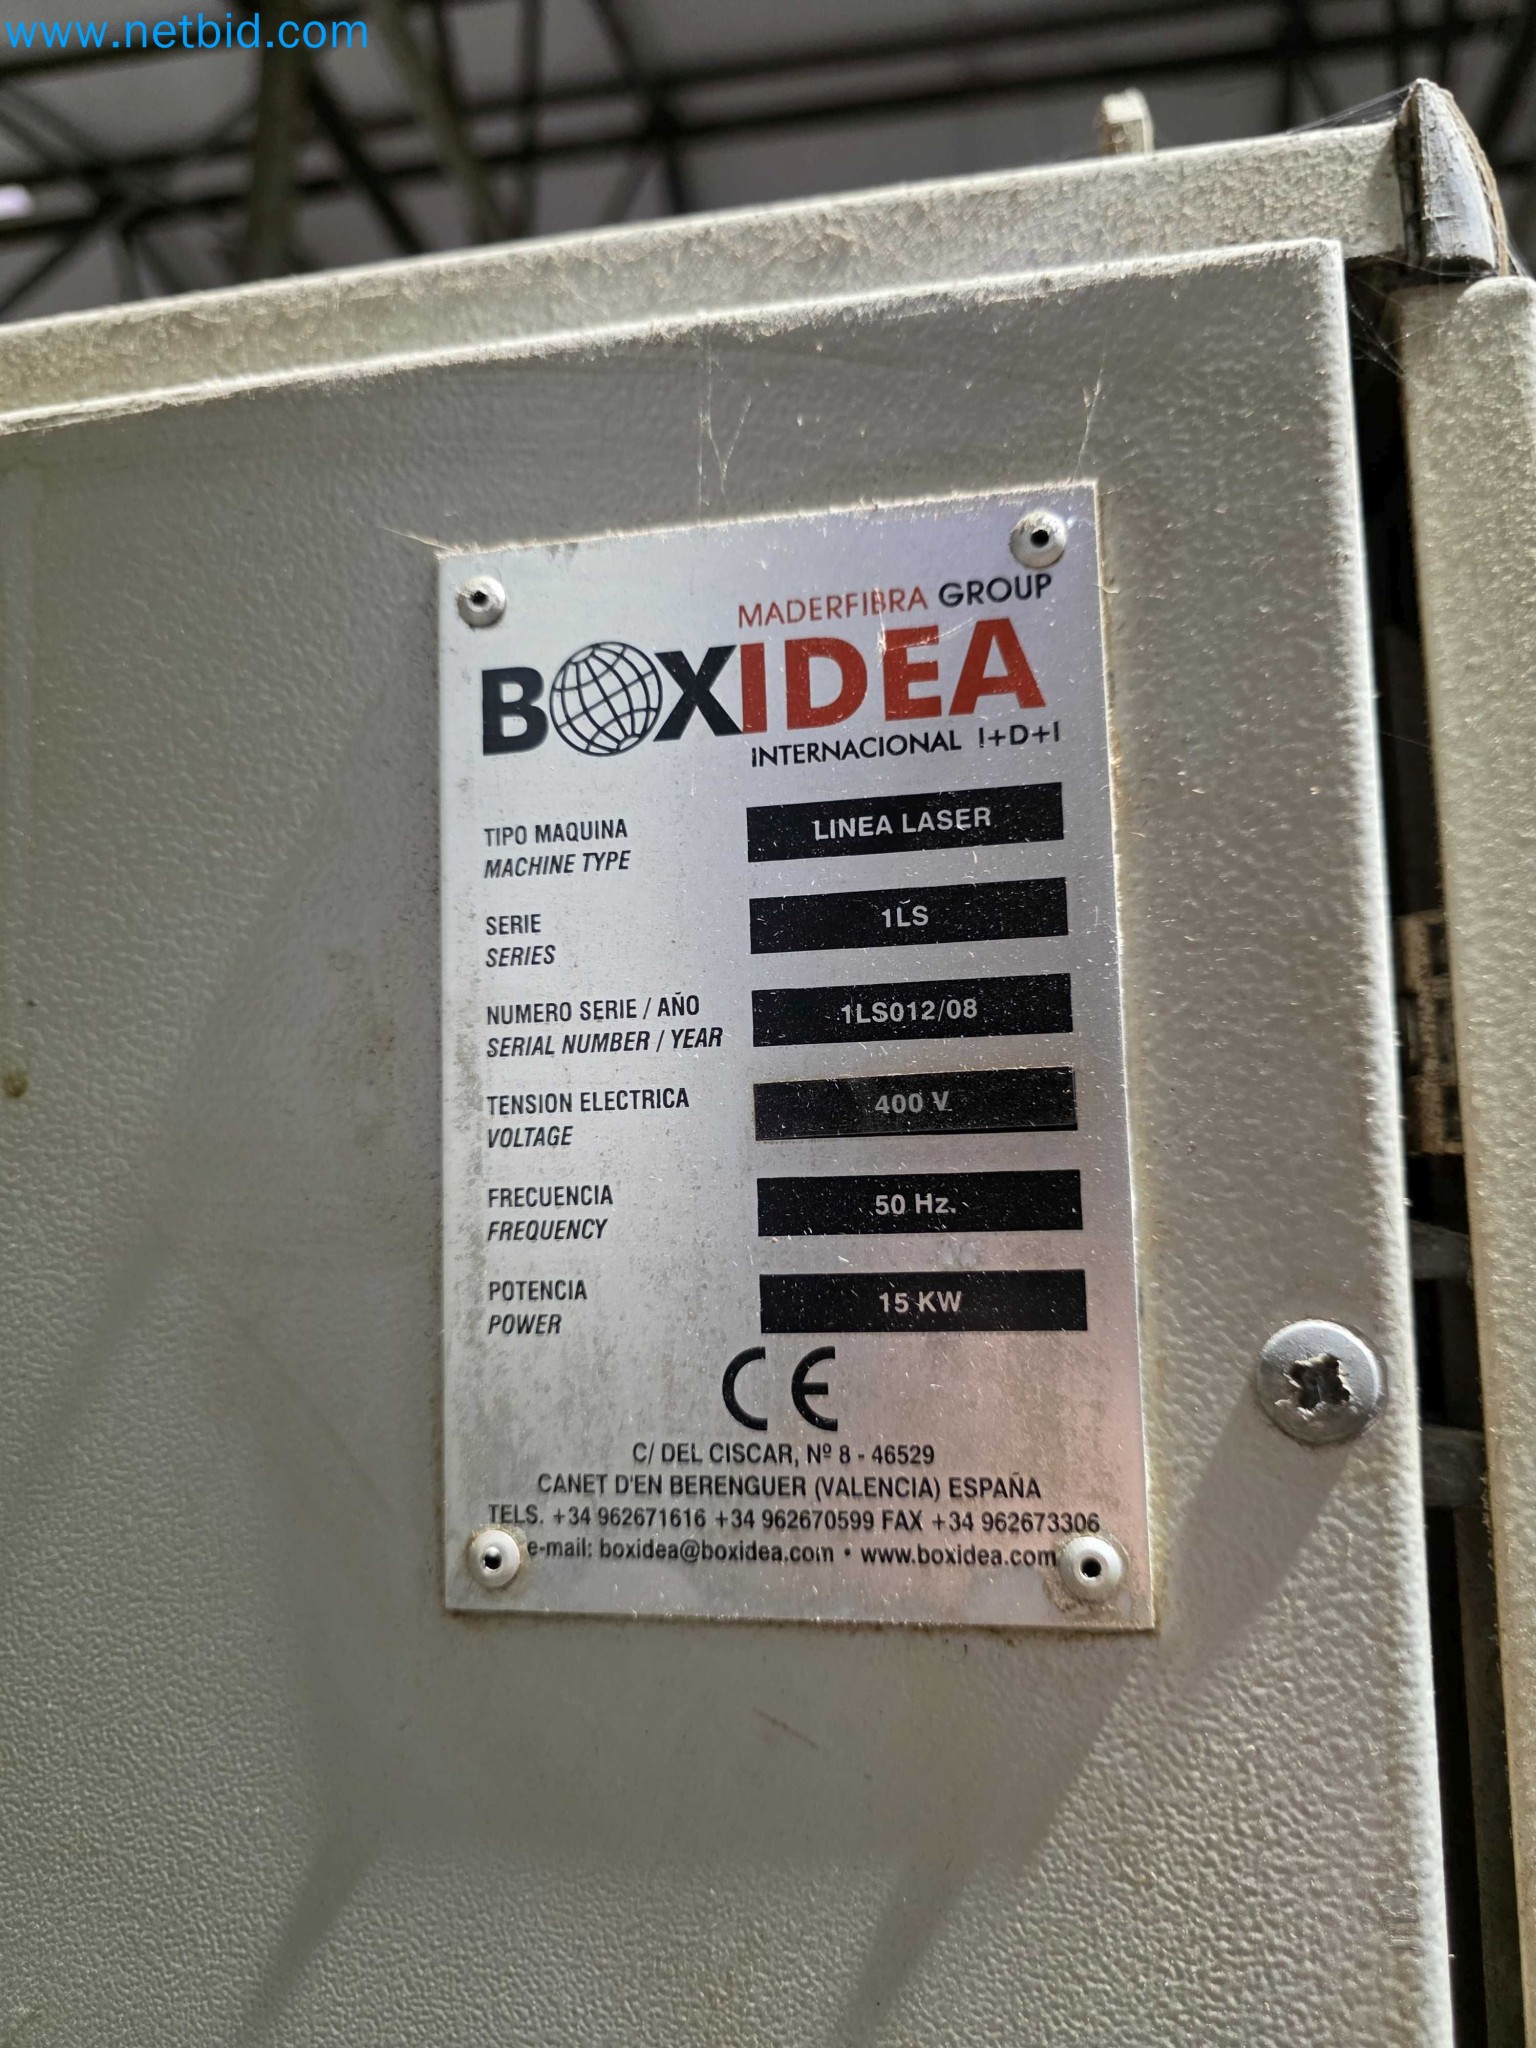 www.netbid.com
MADERFIBRA GROUP
BOXIDEA
INTERNACIONAL I+D+I
TIPO MAQUINA
MACHINE TYPE
LINEA LASER
SERIE
SERIES
1LS
NUMERO SERIE / AÑO
SERIAL NUMBER / YEAR
1LS012/08
TENSION ELECTRICA
VOLTAGE
400 V
FRECUENCIA
FREQUENCY
50 Hz.
POTENCIA
POWER
15 KW
CE
C/ DEL CISCAR, Nº 8 - 46529
CANET D'EN BERENGUER (VALENCIA) ESPAÑA
TELS. +34 962671616 +34 962670599 FAX +34 962673306
e-mail: boxidea@boxidea.com • www.boxidea.com